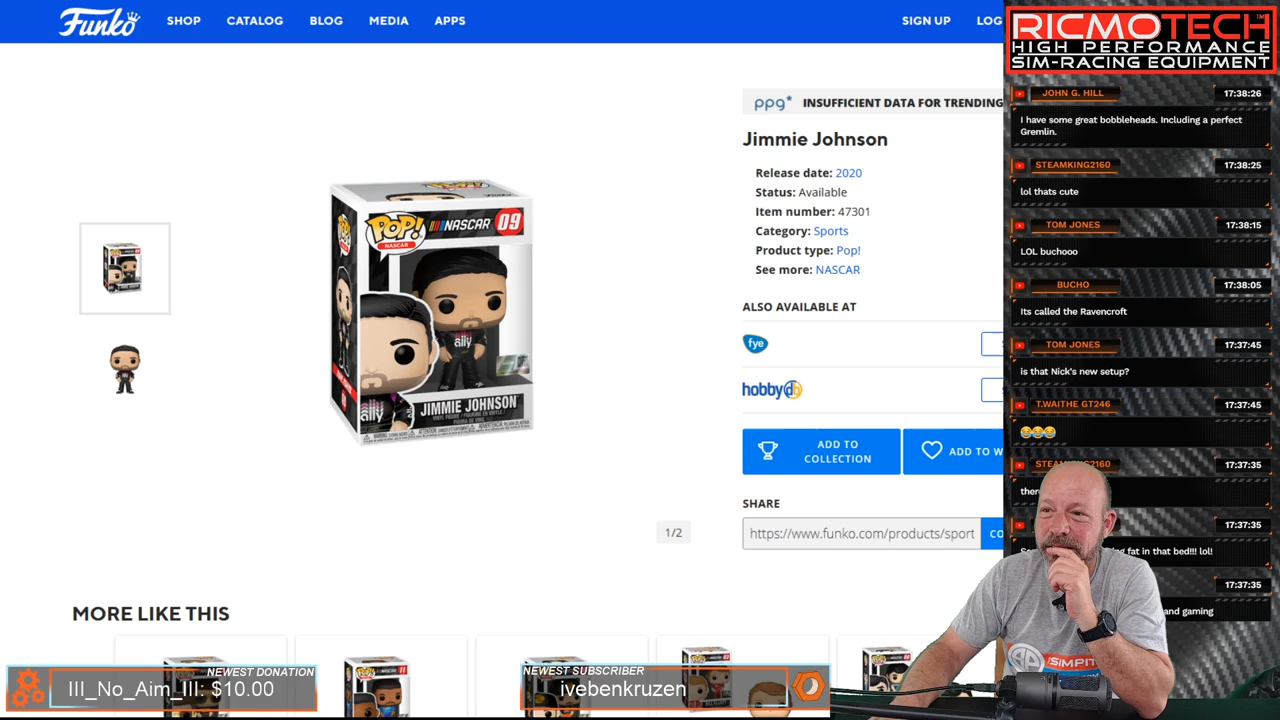 Funko
SHOP
CATALOG
BLOG
MEDIA
APPS
SIGN UP
LOG
ppg* INSUFFICIENT DATA FOR TRENDING
Jimmie Johnson
Release date: 2020
Status: Available
Item number: 47301
Category: Sports
Product type: Pop!
See more: NASCAR
ALSO AVAILABLE AT
fye
hobbydb
ADD TO
COLLECTION
ADD TO W
SHARE
https://www.funko.com/products/sport
CO
POP!
NASCAR
NASCAR 09
ally
ally
JIMMIE JOHNSON
1/2
MORE LIKE THIS
NEWEST DONATION
III_No_Aim_III: $10.00
NEWEST SUBSCRIBER
ivebenkruzen
RICMOTECH
HIGH PERFORMANCE
SIM-RACING EQUIPMENT
JOHN G. HILL 17:38:26
I have some great bobbleheads. Including a perfect
Gremlin.
STEAMKING2160 17:38:25
lol thats cute
TOM JONES 17:38:15
LOL buchooo
BUCHO 17:38:05
Its called the Ravencroft
TOM JONES 17:37:45
is that Nick's new setup?
T.WAITHE GT246 17:37:45
😂😂😂
17:37:35
17:37:35
fat in that bed!!! lol!
17:37:35
and gaming
/SIMPIT